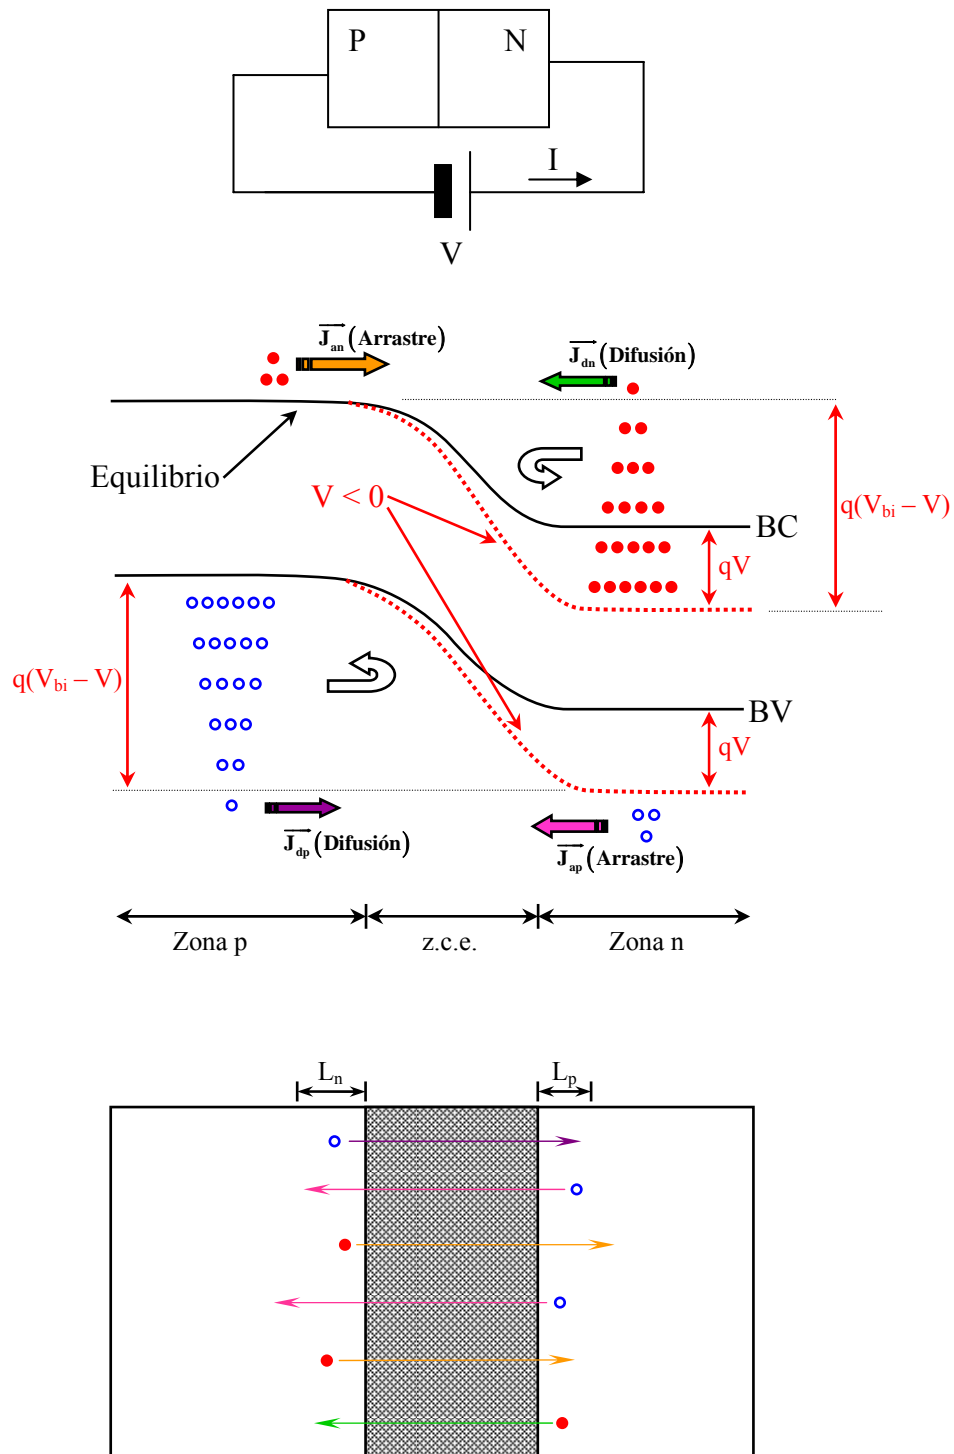 P N
I
V
J_an (Arrastre)
J_dn (Difusión)
Equilibrio
V < 0
BC
q(V_bi – V)
qV
q(V_bi – V)
BV
qV
J_dp (Difusión)
J_ap (Arrastre)
Zona p z.c.e. Zona n
L_n L_p